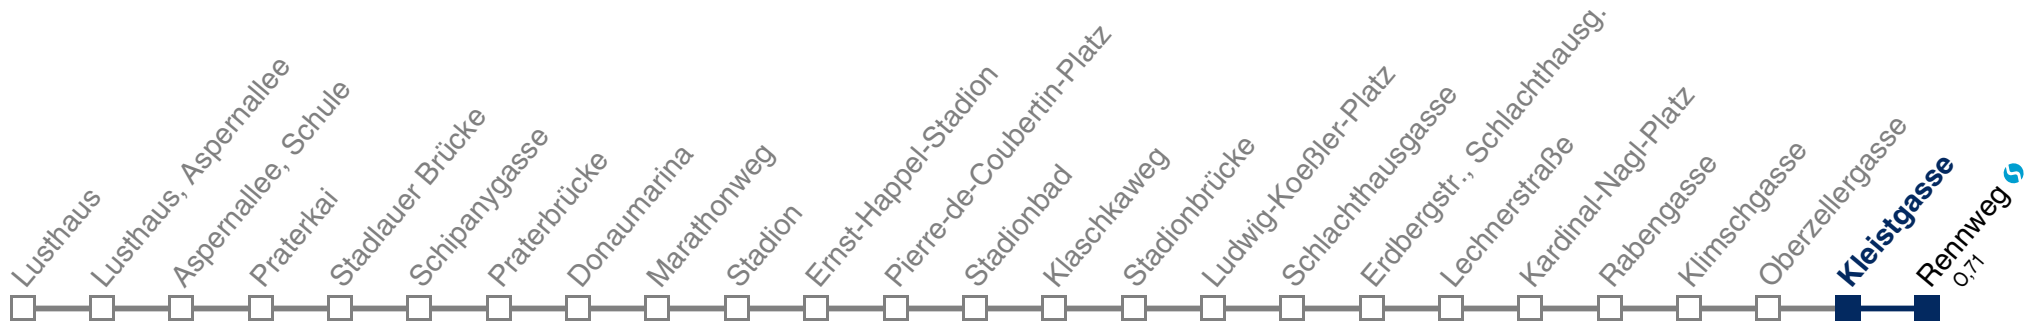 Lusthaus
Lusthaus, Aspernallee
Aspernallee, Schule
Praterkai
Stadlauer Brücke
Schipanygasse
Praterbrücke
Donaumarina
Marathonweg
Stadion
Ernst-Happel-Stadion
Pierre-de-Coubertin-Platz
Stadionbad
Klaschkaweg
Stadionbrücke
Ludwig-Koeßler-Platz
Schlachthausgasse
Erdbergstr., Schlachthausg.
Lechnerstraße
Kardinal-Nagl-Platz
Rabengasse
Klimschgasse
Oberzellergasse
Kleistgasse
Rennweg
0,71